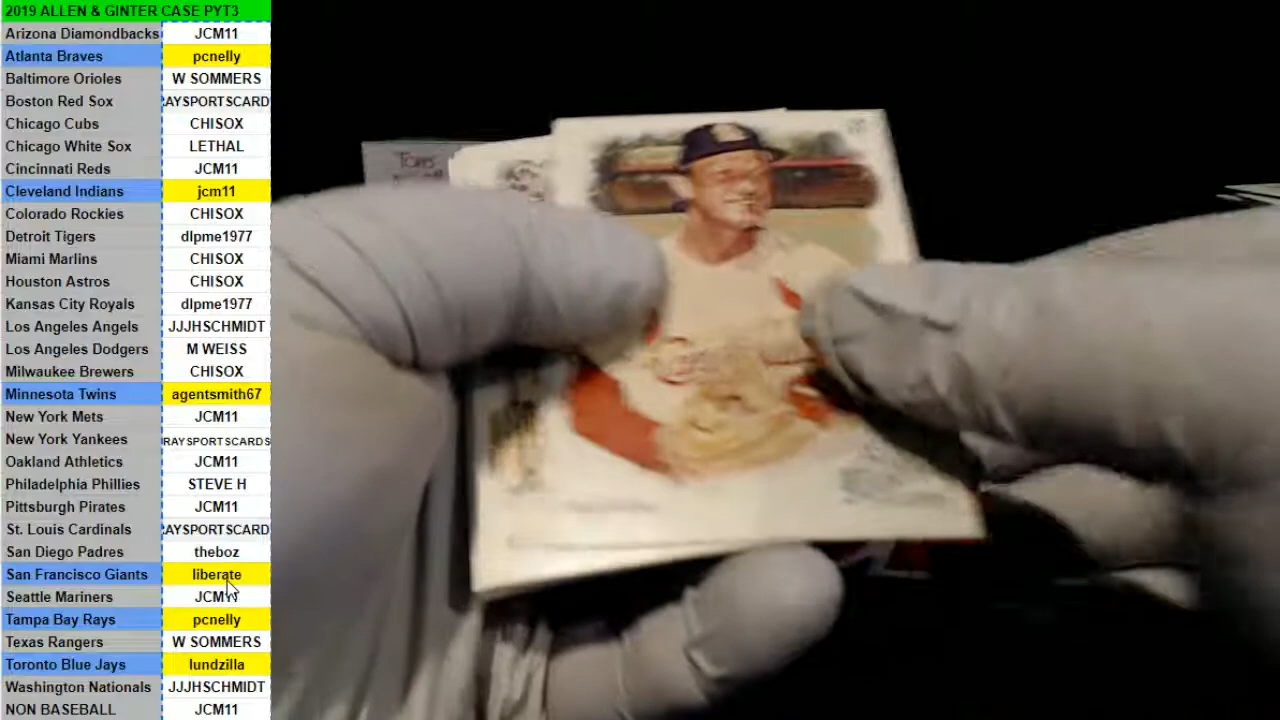 2019 ALLEN & GINTER CASE PYT3
Arizona Diamondbacks JCM11
Atlanta Braves pcnelly
Baltimore Orioles W SOMMERS
Boston Red Sox RAYSPORTSCARD
Chicago Cubs CHISOX
Chicago White Sox LETHAL
Cincinnati Reds JCM11
Cleveland Indians jcm11
Colorado Rockies CHISOX
Detroit Tigers dlpme1977
Miami Marlins CHISOX
Houston Astros CHISOX
Kansas City Royals dlpme1977
Los Angeles Angels JJJHSCHMIDT
Los Angeles Dodgers M WEISS
Milwaukee Brewers CHISOX
Minnesota Twins agentsmith67
New York Mets JCM11
New York Yankees RAYSPORTSCARDS
Oakland Athletics JCM11
Philadelphia Phillies STEVE H
Pittsburgh Pirates JCM11
St. Louis Cardinals RAYSPORTSCARD
San Diego Padres theboz
San Francisco Giants liberate
Seattle Mariners JCM11
Tampa Bay Rays pcnelly
Texas Rangers W SOMMERS
Toronto Blue Jays lundzilla
Washington Nationals JJJHSCHMIDT
NON BASEBALL JCM11